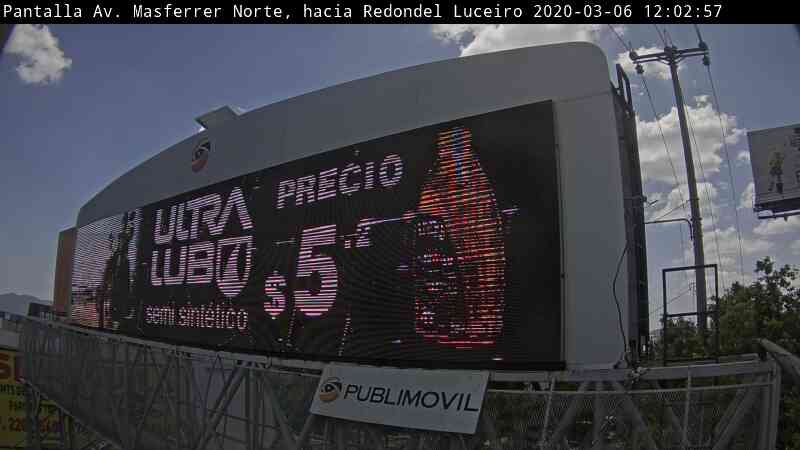 Pantalla Av. Masferrer Norte, hacia Redondel Luceiro 2020-03-06 12:02:57
PRECIO
ULTRA
LUB
semi sintético
$5
PUBLIMOVIL